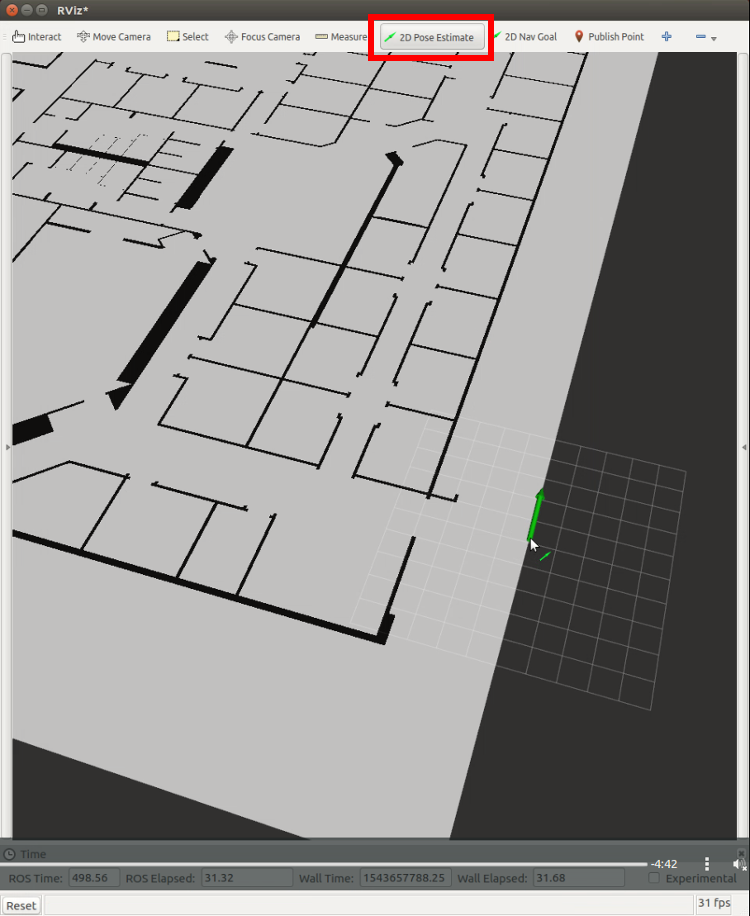 RViz*
Interact Move Camera Select Focus Camera Measure 2D Pose Estimate 2D Nav Goal Publish Point
-4:42
Time
ROS Time: 498.56 ROS Elapsed: 31.32 Wall Time: 1543657788.25 Wall Elapsed: 31.68 Experimental
Reset 31 fps